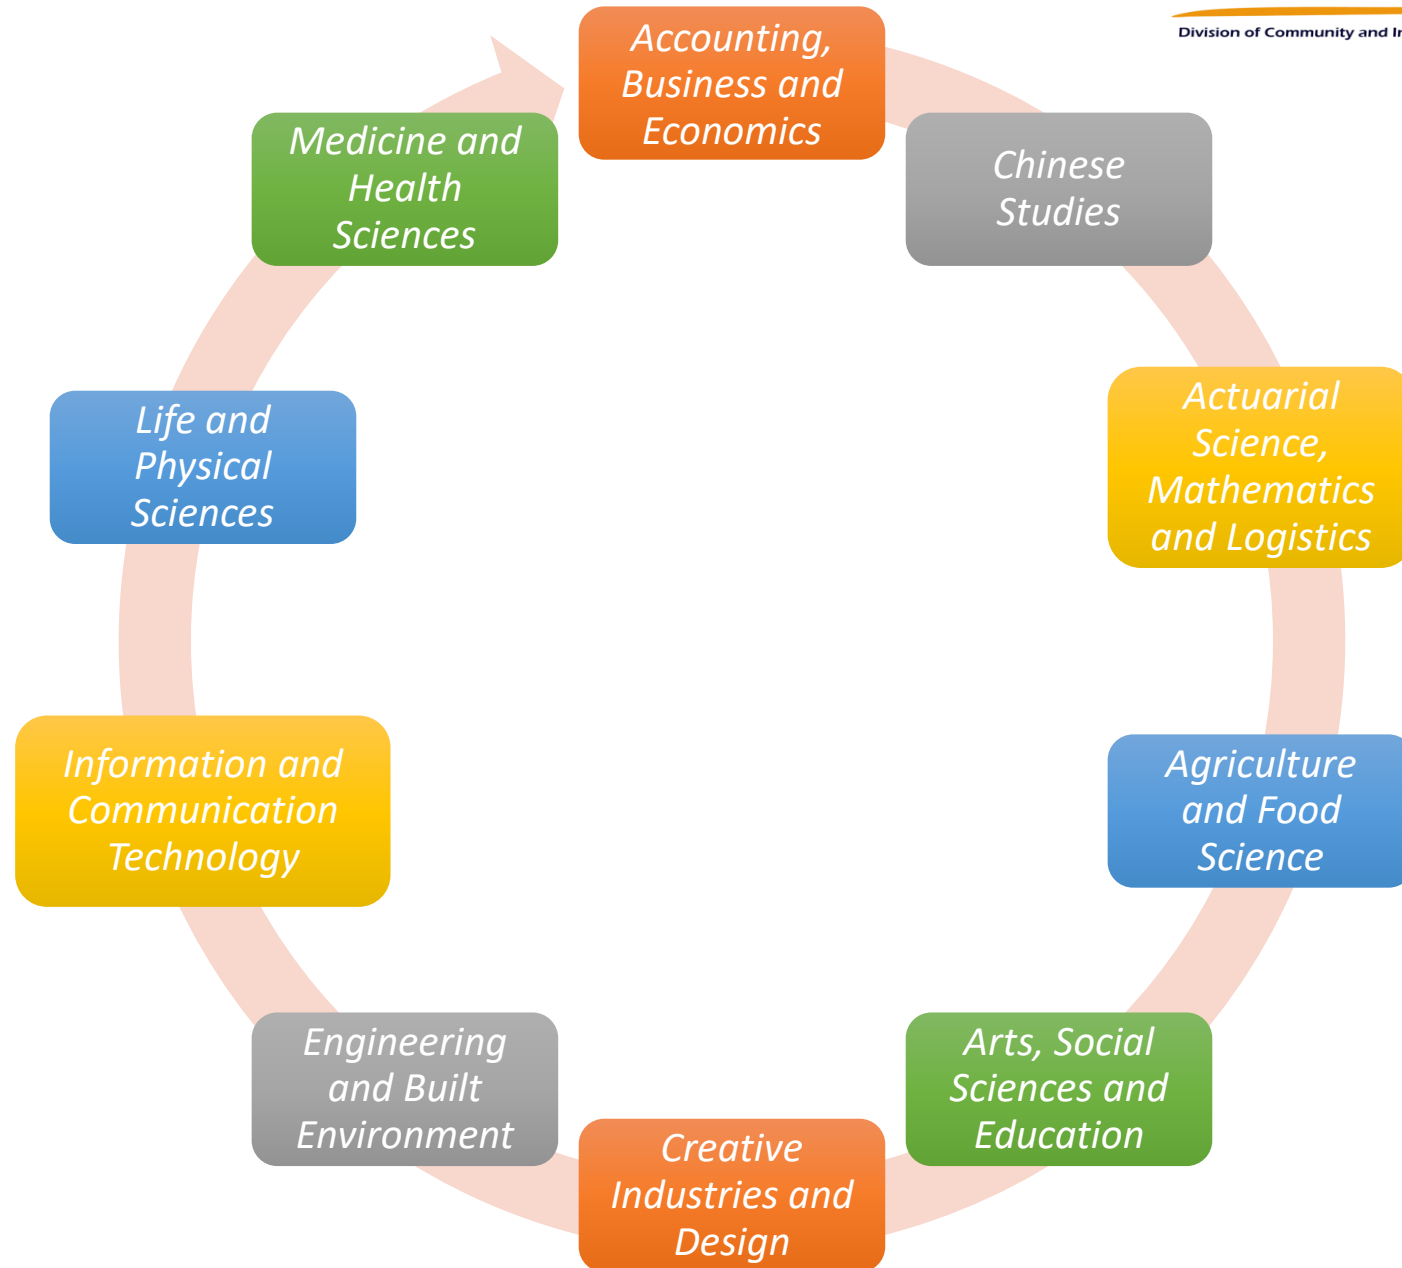 Division of Community and
Accounting,
Business and
Economics
Chinese
Studies
Actuarial
Science,
Mathematics
and Logistics
Agriculture
and Food
Science
Arts, Social
Sciences and
Education
Creative
Industries and
Design
Engineering
and Built
Environment
Information and
Communication
Technology
Life and
Physical
Sciences
Medicine and
Health
Sciences